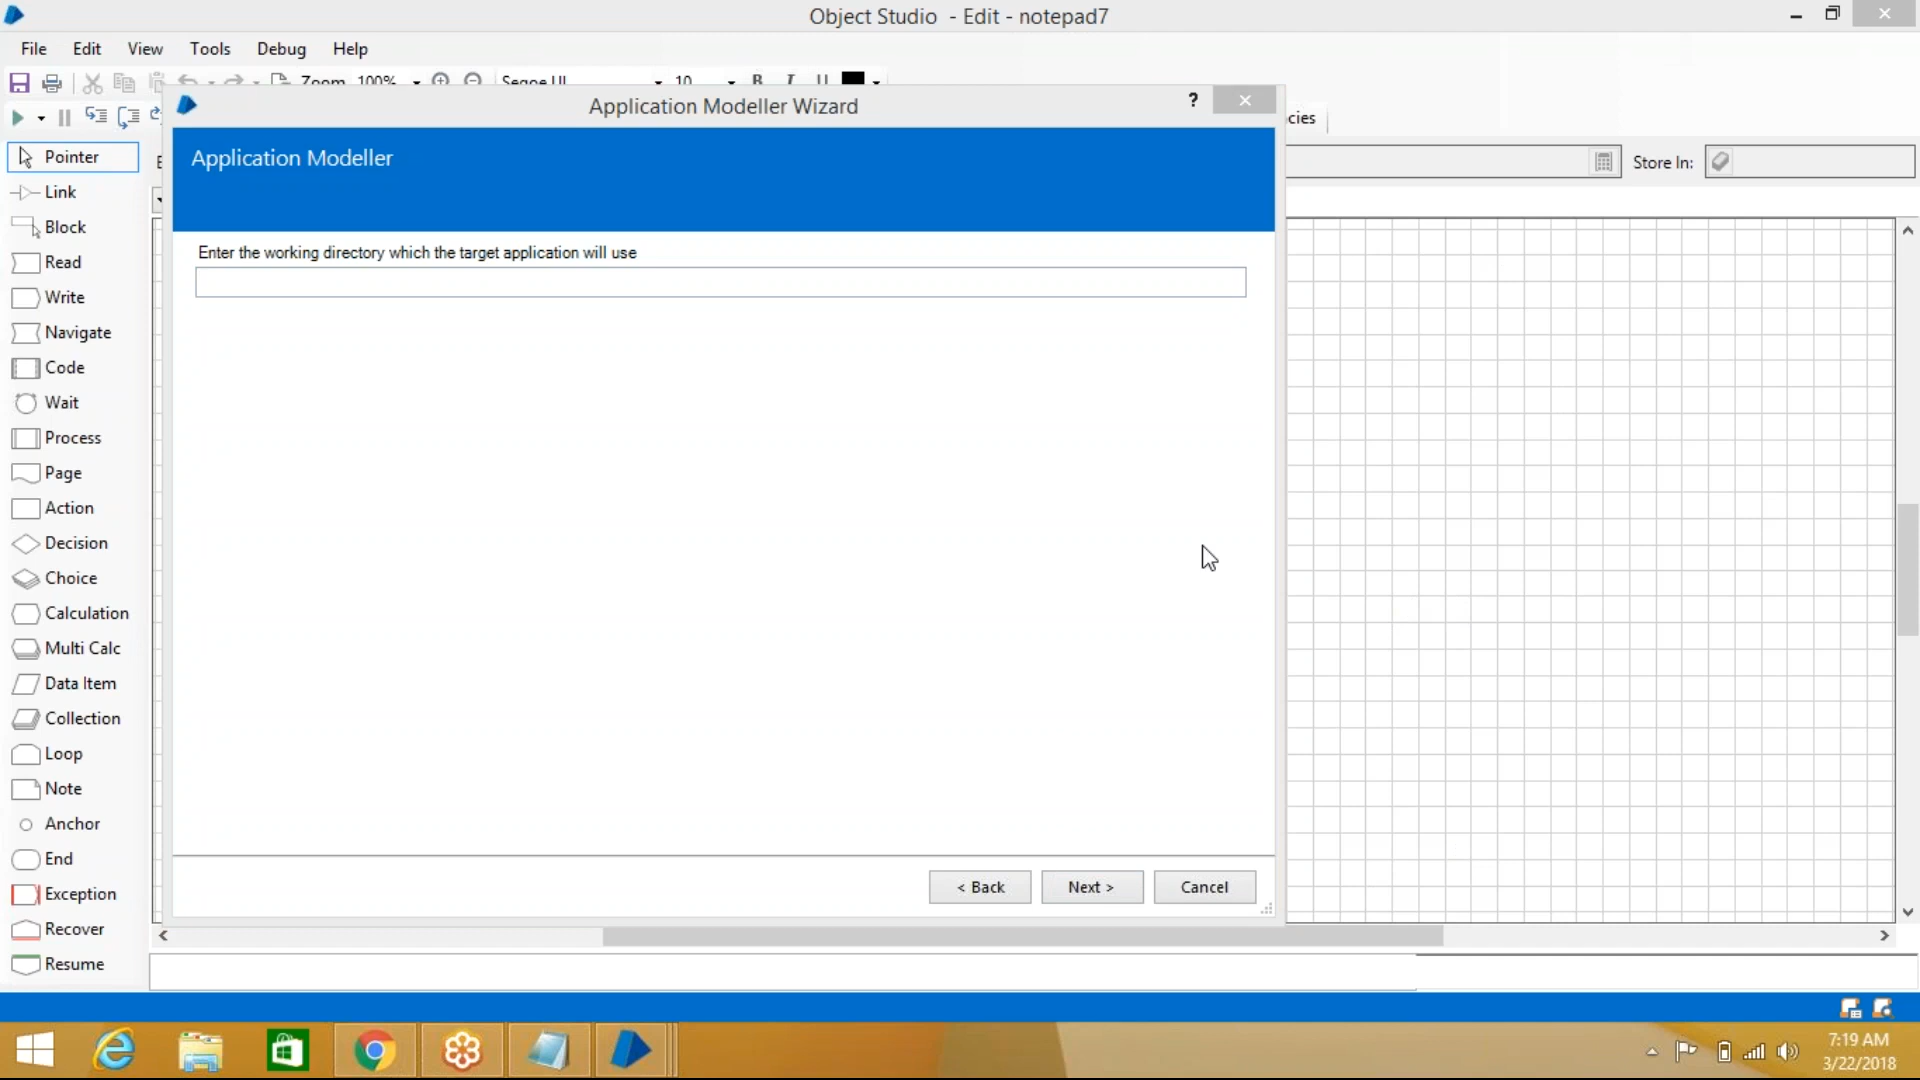 Object Studio - Edit - notepad7
File Edit View Tools Debug Help
Zoom 100% Segoe UI 10 B I U
Application Modeller Wizard ?
cies
Application Modeller
Store In:
Enter the working directory which the target application will use
Pointer
Link
Block
Read
Write
Navigate
Code
Wait
Process
Page
Action
Decision
Choice
Calculation
Multi Calc
Data Item
Collection
Loop
Note
Anchor
End
Exception
Recover
Resume
< Back Next > Cancel
7:19 AM
3/22/2018